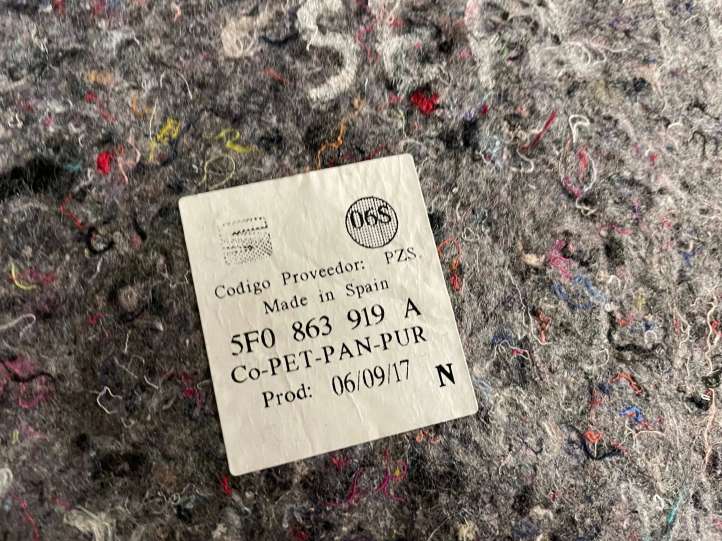 06S
Codigo Proveedor: PZS.
Made in Spain
5F0 863 919 A
Co-PET-PAN-PUR
Prod: 06/09/17 N